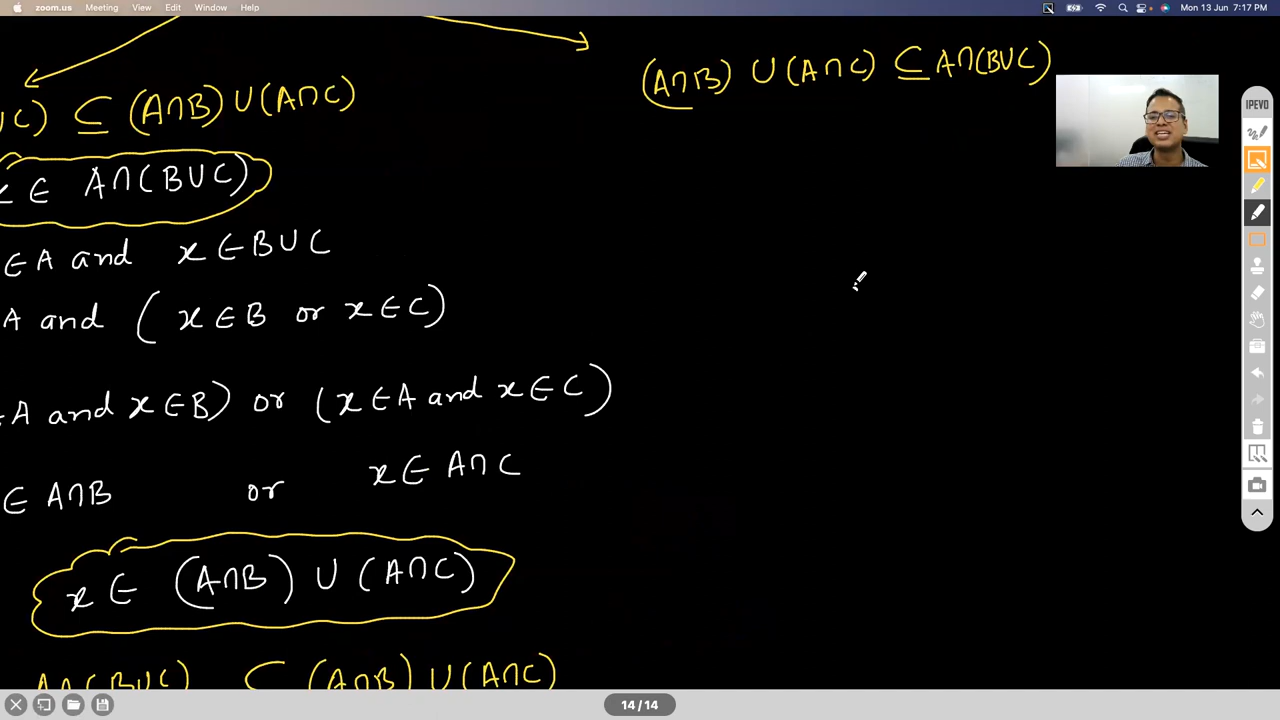 zoom.us Meeting View Edit Window Help Mon 13 Jun 7:17 PM
(A∩B) ∪ (A∩C) ⊆ A∩(B∪C)
∪C) ⊆ (A∩B) ∪ (A∩C)
x ∈ A∩(B∪C)
∈ A and x ∈ B∪C
A and ( x ∈ B or x ∈ C)
∈ A and x ∈ B) or (x ∈ A and x ∈ C)
∈ A∩B or x ∈ A∩C
x ∈ (A∩B) ∪ (A∩C)
A∩(B∪C) ⊆ (A∩B) ∪ (A∩C)
IPEVO
14 / 14